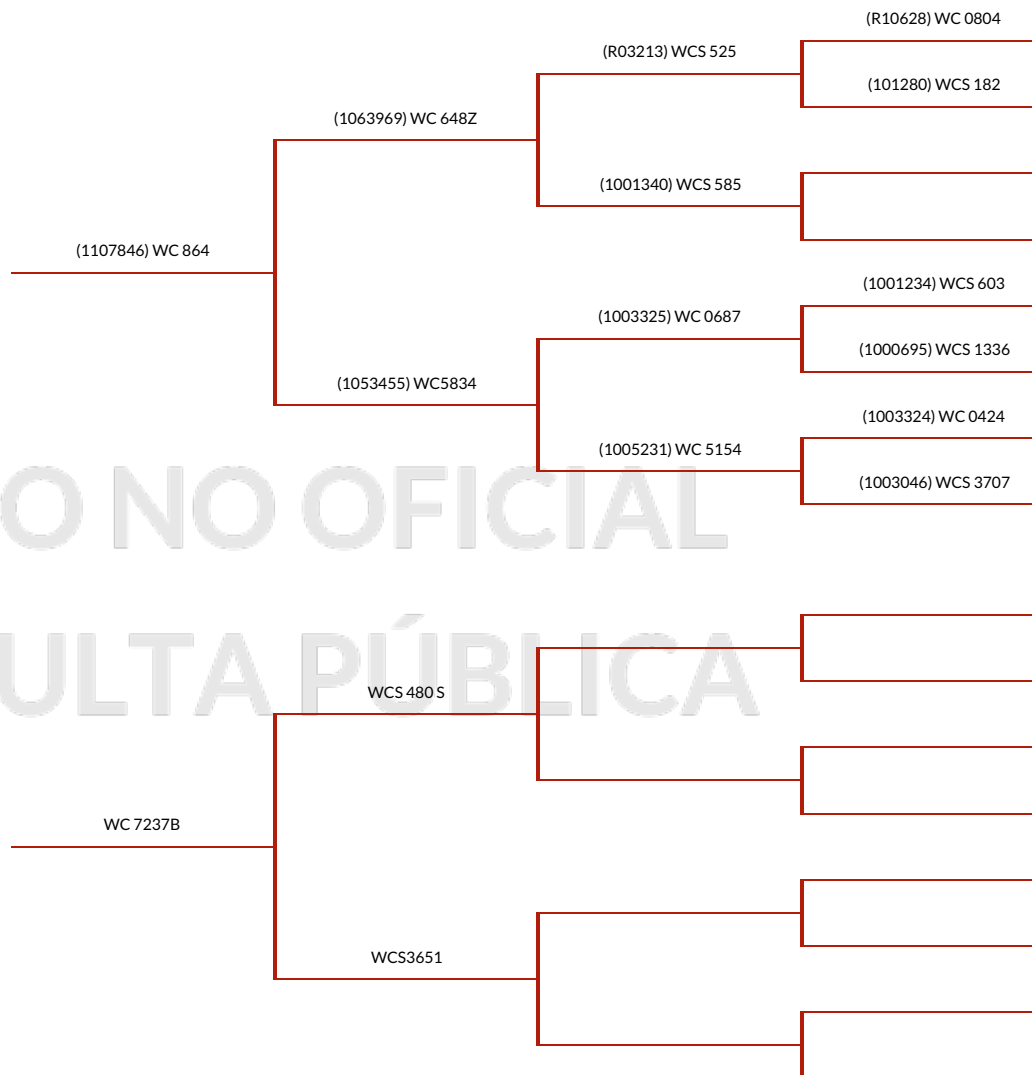 (R10628) WC 0804
(R03213) WCS 525
(101280) WCS 182
(1063969) WC 648Z
(1001340) WCS 585
(1107846) WC 864
(1001234) WCS 603
(1003325) WC 0687
(1000695) WCS 1336
(1053455) WC5834
(1003324) WC 0424
(1005231) WC 5154
(1003046) WCS 3707
O NO OFICIAL
ULTA PÚBLICA
WCS 480 S
WC 7237B
WCS3651